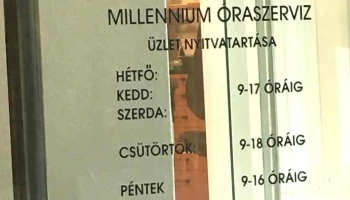 MILLENNIUM ÓRASZERVIZ
ÜZLET NYITVATARTÁSA
HÉTFŐ:
KEDD: 9-17 ÓRÁIG
SZERDA:
CSÜTÖRTÖK: 9-18 ÓRÁIG
PÉNTEK 9-16 ÓRÁIG